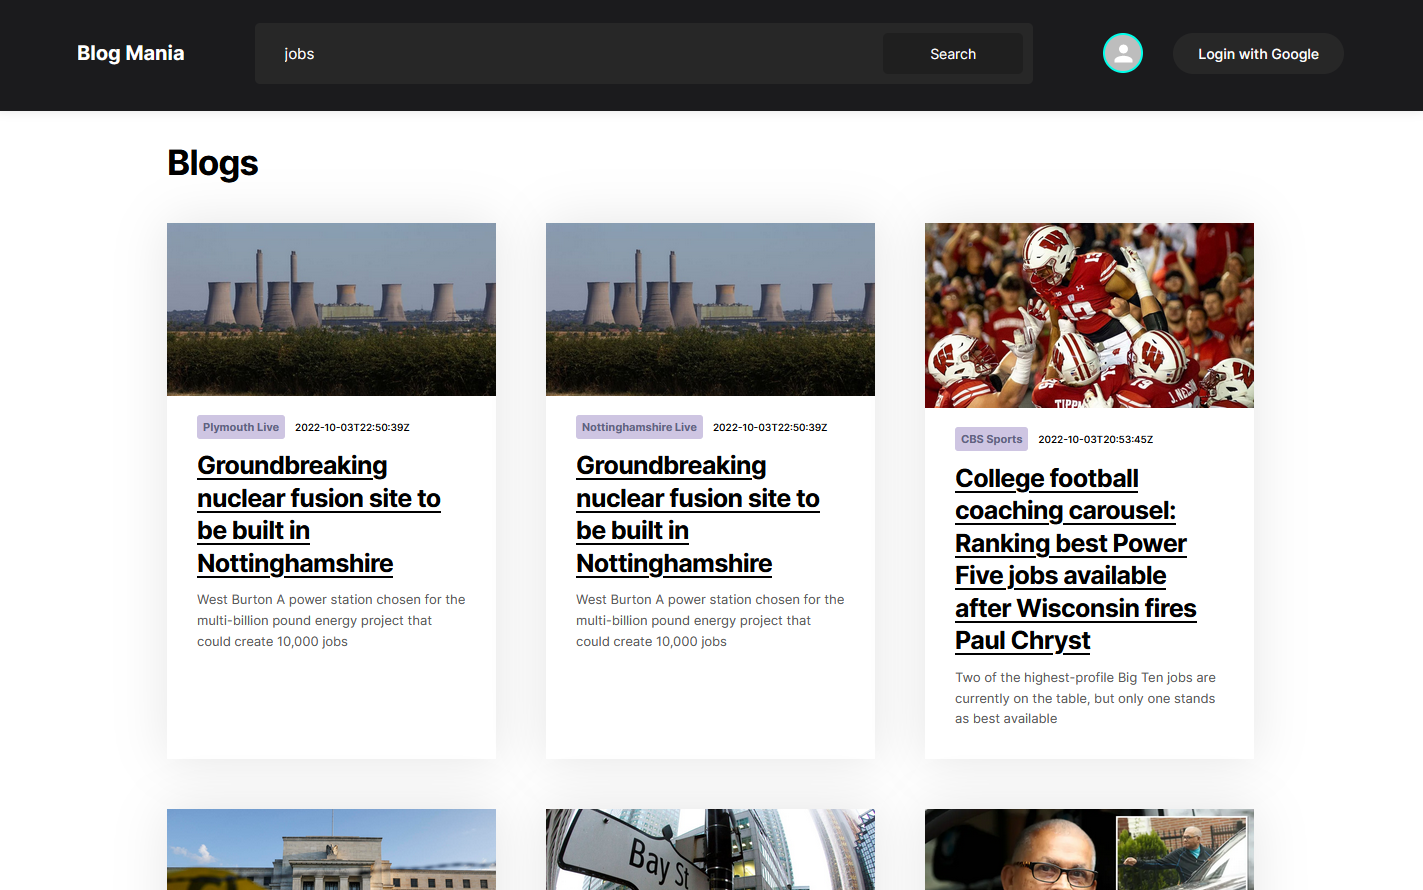 Blog Mania
jobs
Search
Login with Google
Blogs
Plymouth Live 2022-10-03T22:50:39Z
Groundbreaking
nuclear fusion site to
be built in
Nottinghamshire
West Burton A power station chosen for the
multi-billion pound energy project that
could create 10,000 jobs
Nottinghamshire Live 2022-10-03T22:50:39Z
Groundbreaking
nuclear fusion site to
be built in
Nottinghamshire
West Burton A power station chosen for the
multi-billion pound energy project that
could create 10,000 jobs
13
19
J. NELSON
TIPPM
CBS Sports 2022-10-03T20:53:45Z
College football
coaching carousel:
Ranking best Power
Five jobs available
after Wisconsin fires
Paul Chryst
Two of the highest-profile Big Ten jobs are
currently on the table, but only one stands
as best available
Bay St